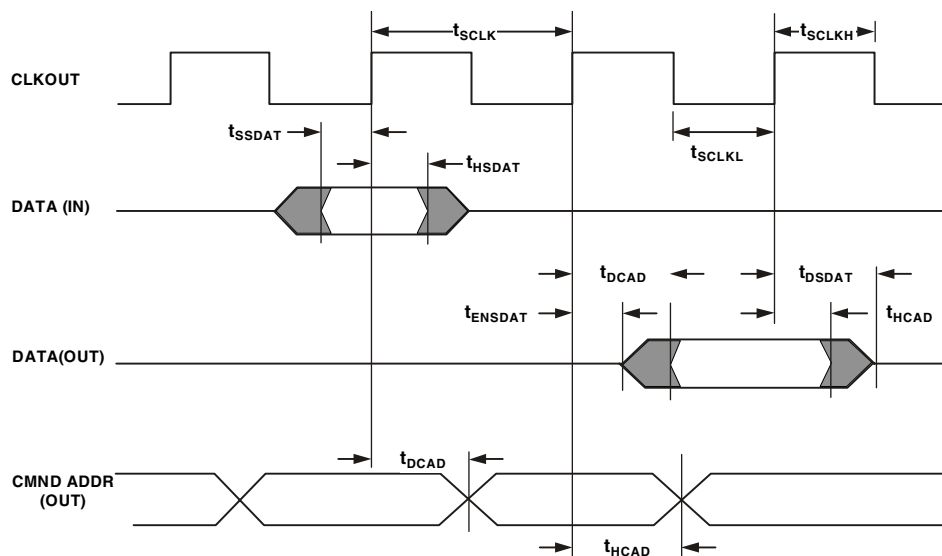 tSCLK
tSCLKH
CLKOUT
tSSDAT
tSCLKL
tHSDAT
DATA (IN)
tDCAD
tDSDAT
tENSDAT
tHCAD
DATA(OUT)
tDCAD
CMND ADDR
(OUT)
tHCAD